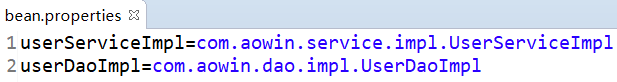 bean.properties
1 userServiceImpl=com.aowin.service.impl.UserServiceImpl
2 userDaoImpl=com.aowin.dao.impl.UserDaoImpl